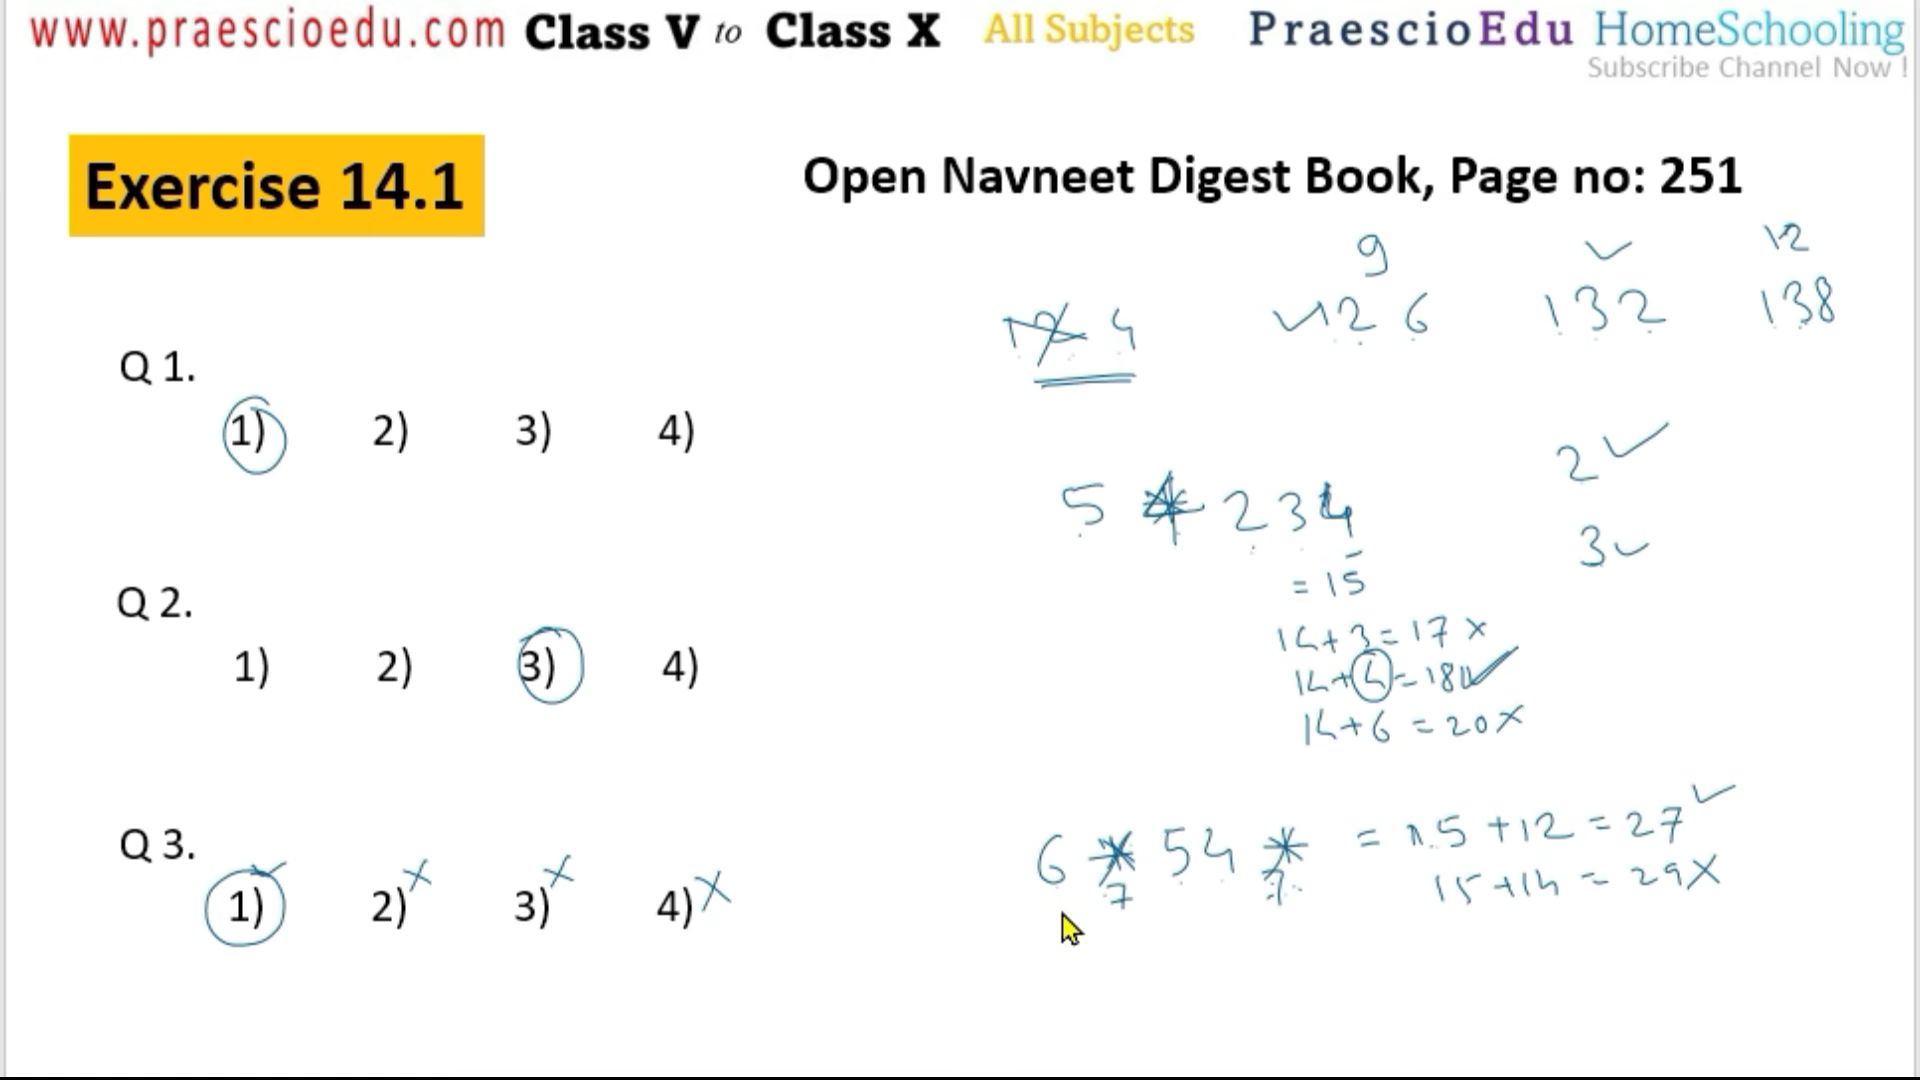 www.praescioedu.com Class V to Class X All Subjects PraescioEdu HomeSchooling
Subscribe Channel Now !
Exercise 14.1
Open Navneet Digest Book, Page no: 251
9 ✓ 12
4 ✓126 132 138
Q 1.
1) 2) 3) 4)
2 ✓
5 * 234
3 ✓
= 15
14+3=17 x
14+4=18 ✓
14+6=20 x
Q 2.
1) 2) 3) 4)
Q 3.
1) 2) x 3) x 4) x
6 * 54 * = 15+12=27 ✓
7 7
15+14=29 x